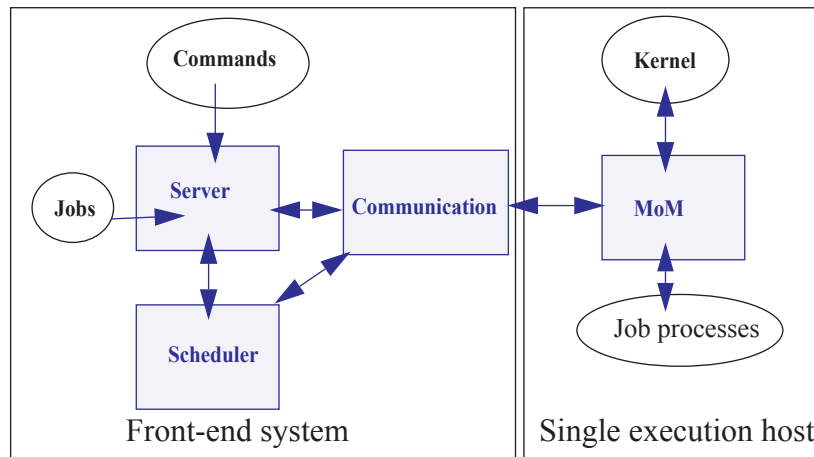 Commands
Kernel
Server
Jobs
Communication
MoM
Scheduler
Job processes
Front-end system
Single execution host